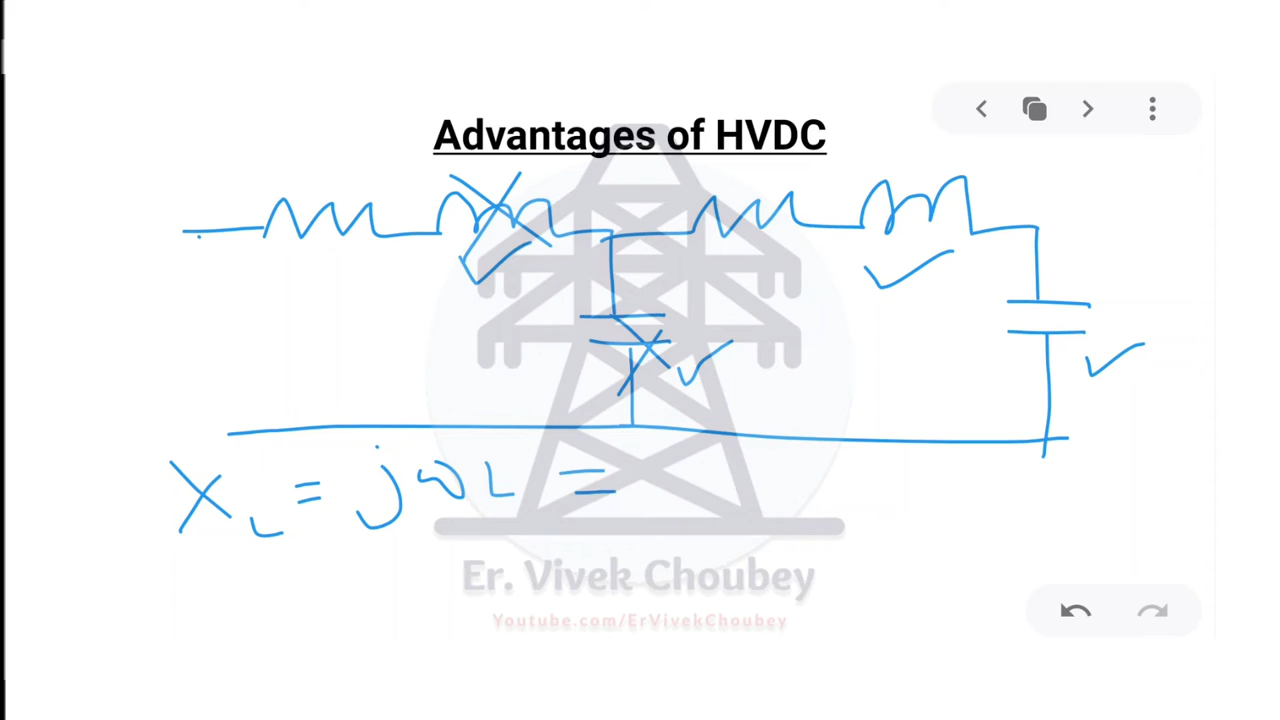 Advantages of HVDC
X_L = jωL =
Er. Vivek Choubey
Youtube.com/ErVivekChoubey